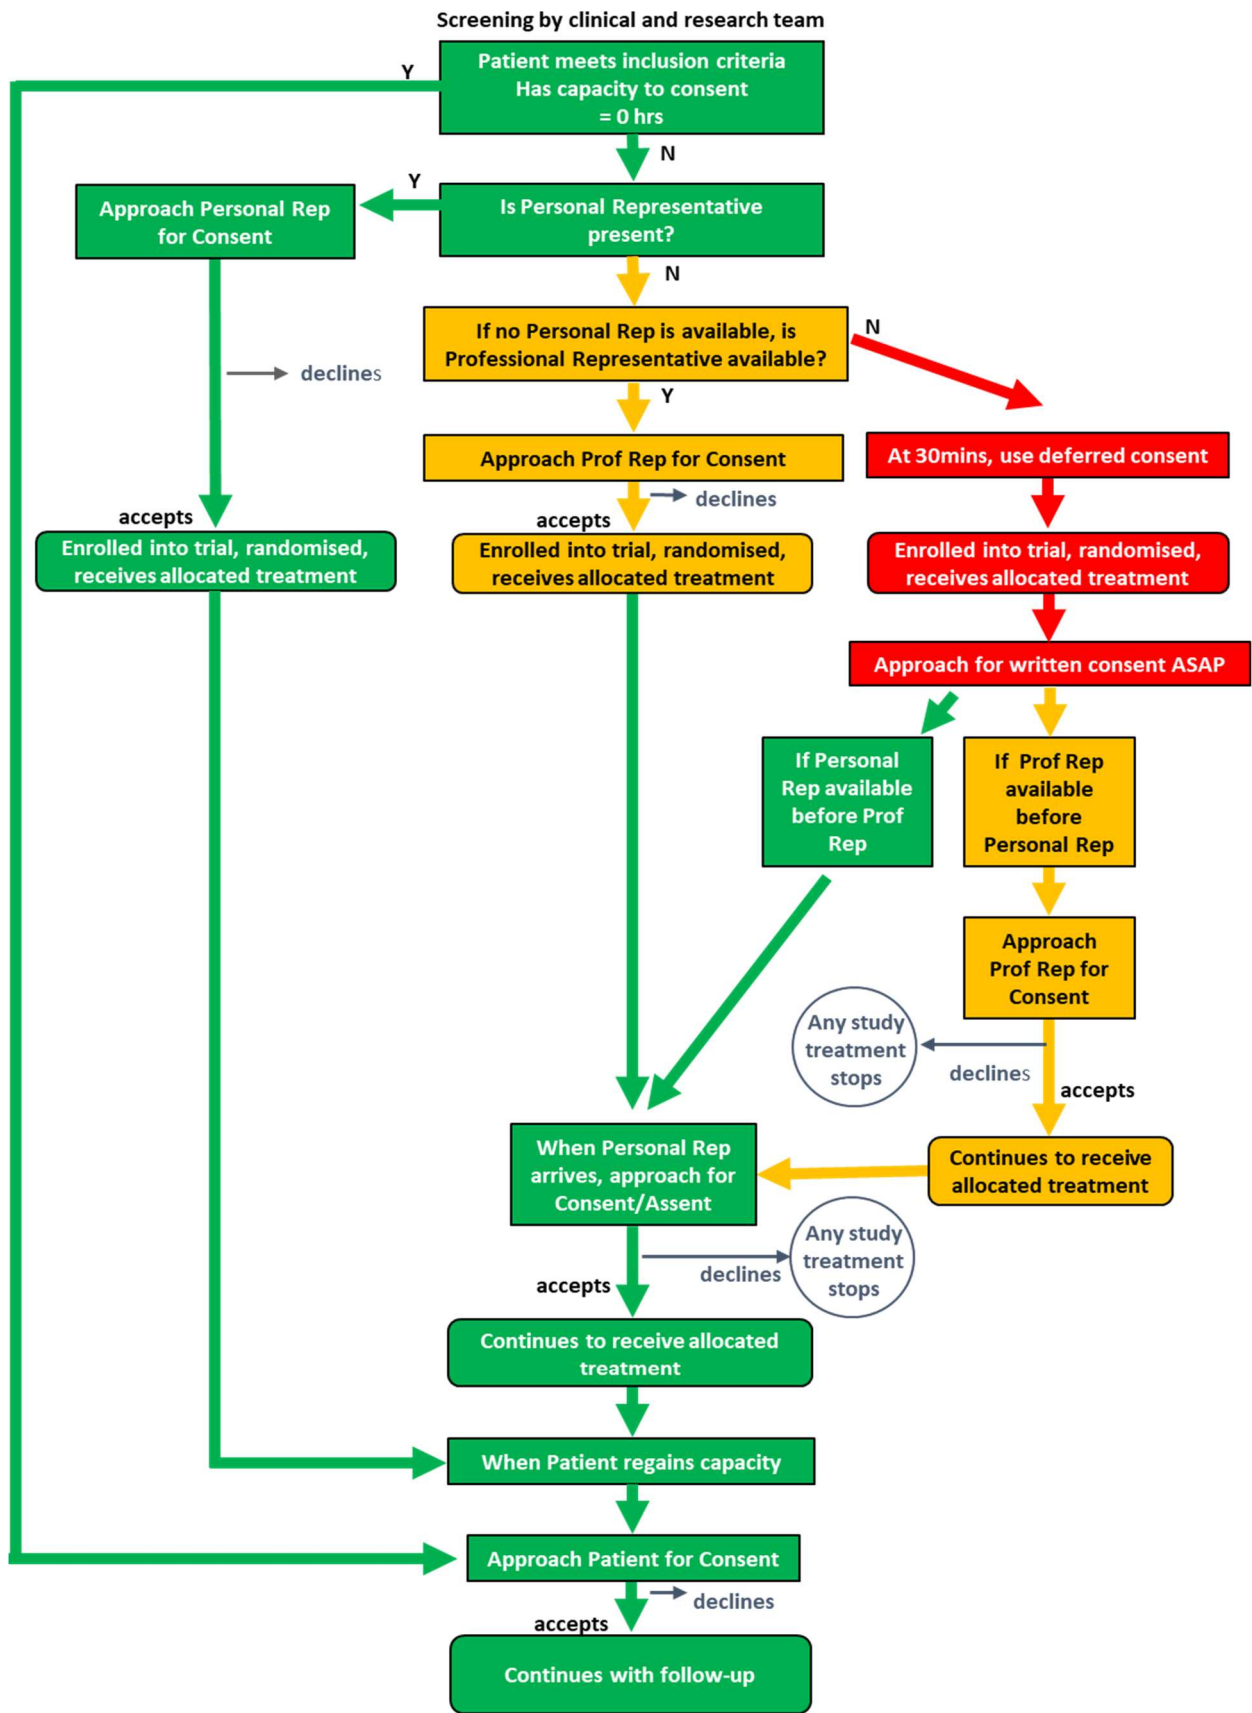 Screening by clinical and research team
Patient meets inclusion criteria
Has capacity to consent
= 0 hrs
Y
N
Y
Approach Personal Rep
for Consent
Is Personal Representative
present?
N
If no Personal Rep is available, is
Professional Representative available?
N
declines
Y
Approach Prof Rep for Consent
At 30mins, use deferred consent
declines
accepts
accepts
Enrolled into trial, randomised,
receives allocated treatment
Enrolled into trial, randomised,
receives allocated treatment
Enrolled into trial, randomised,
receives allocated treatment
Approach for written consent ASAP
If Personal
Rep available
before Prof
Rep
If Prof Rep
available
before
Personal Rep
Approach
Prof Rep for
Consent
Any study
treatment
stops
declines
accepts
When Personal Rep
arrives, approach for
Consent/Assent
Continues to receive
allocated treatment
Any study
treatment
stops
declines
accepts
Continues to receive allocated
treatment
When Patient regains capacity
Approach Patient for Consent
declines
accepts
Continues with follow-up